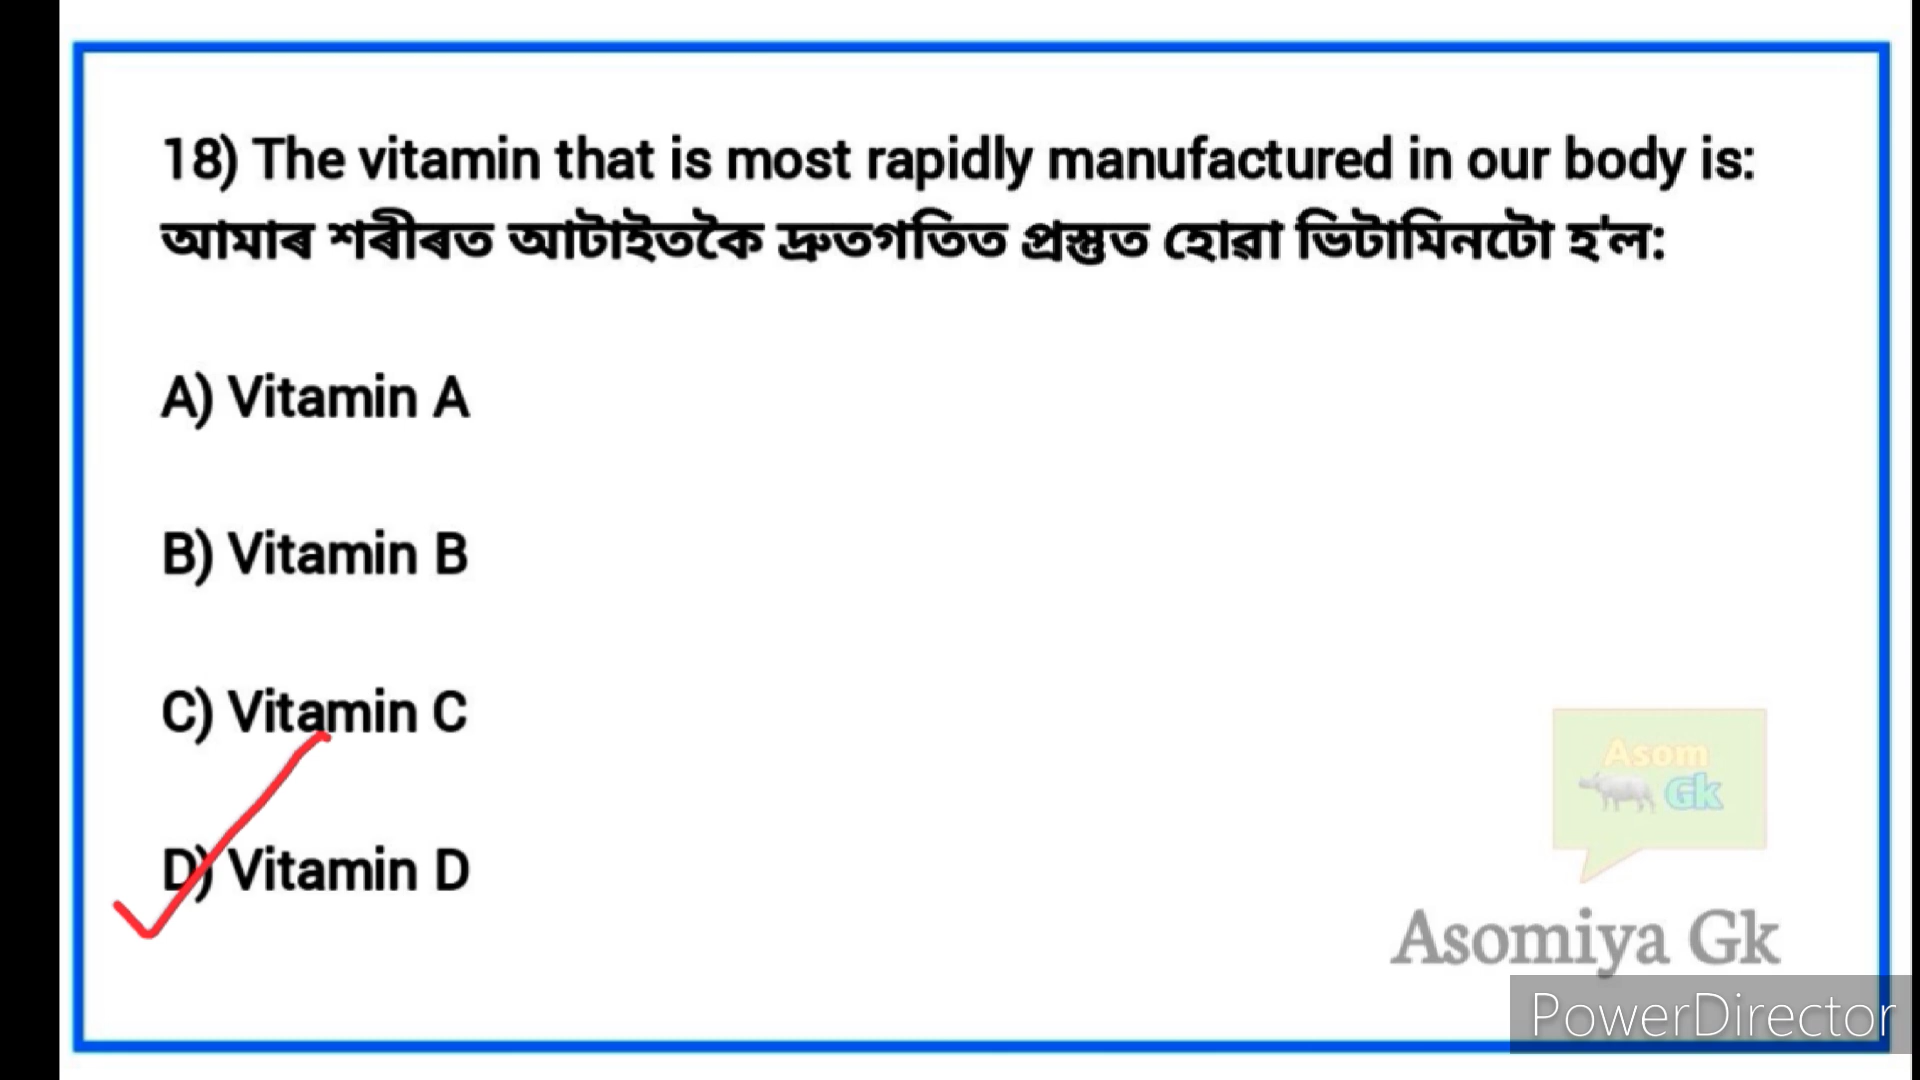 18) The vitamin that is most rapidly manufactured in our body is:
আমাৰ শৰীৰত আটাইতকৈ দ্ৰুতগতিত প্ৰস্তুত হোৱা ভিটামিনটো হ'ল:
A) Vitamin A
B) Vitamin B
C) Vitamin C
D) Vitamin D
Asom
Gk
Asomiya Gk
PowerDirector